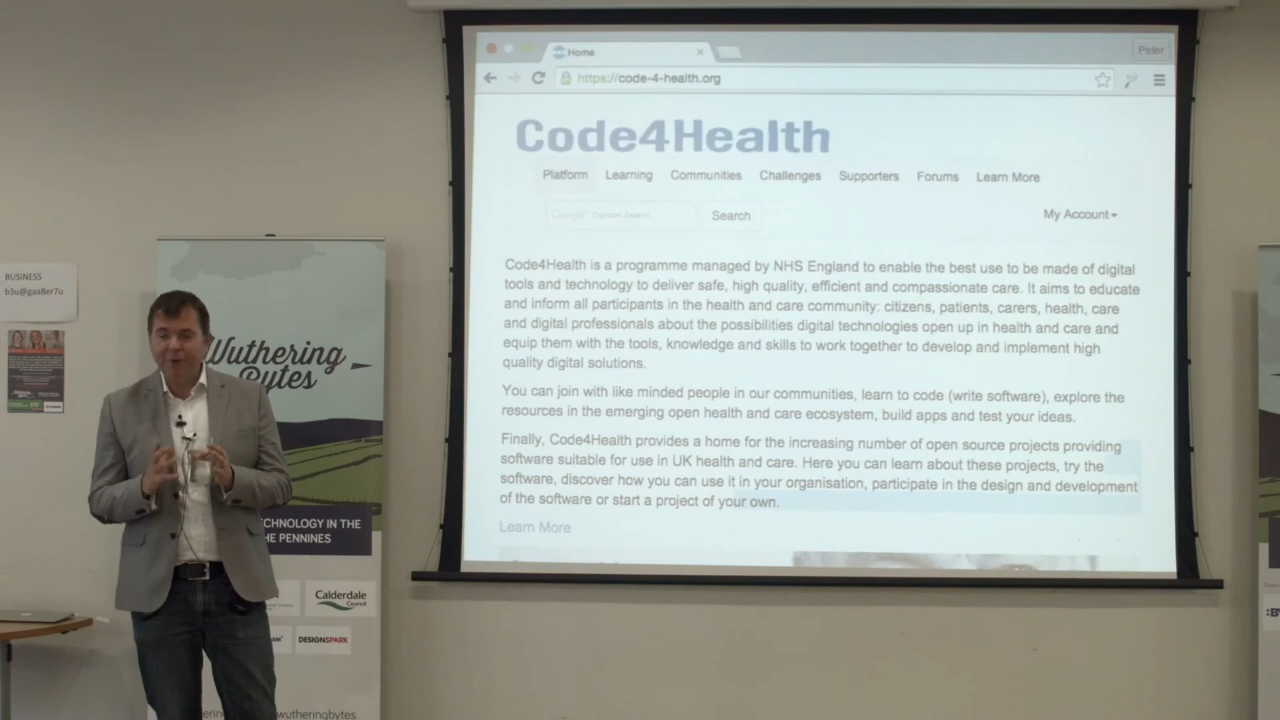 Home
Peter
https://code-4-health.org
Code4Health
Platform Learning Communities Challenges Supporters Forums Learn More
Google Custom Search Search My Account
Code4Health is a programme managed by NHS England to enable the best use to be made of digital
tools and technology to deliver safe, high quality, efficient and compassionate care. It aims to educate
and inform all participants in the health and care community: citizens, patients, carers, health, care
and digital professionals about the possibilities digital technologies open up in health and care and
equip them with the tools, knowledge and skills to work together to develop and implement high
quality digital solutions.
You can join with like minded people in our communities, learn to code (write software), explore the
resources in the emerging open health and care ecosystem, build apps and test your ideas.
Finally, Code4Health provides a home for the increasing number of open source projects providing
software suitable for use in UK health and care. Here you can learn about these projects, try the
software, discover how you can use it in your organisation, participate in the design and development
of the software or start a project of your own.
Learn More
BUSINESS
b3u@gaa8er7u
Wuthering
Bytes
CHNOLOGY IN THE
HE PENNINES
Calderdale
Council
DESIGNSPARK
wutheringbytes